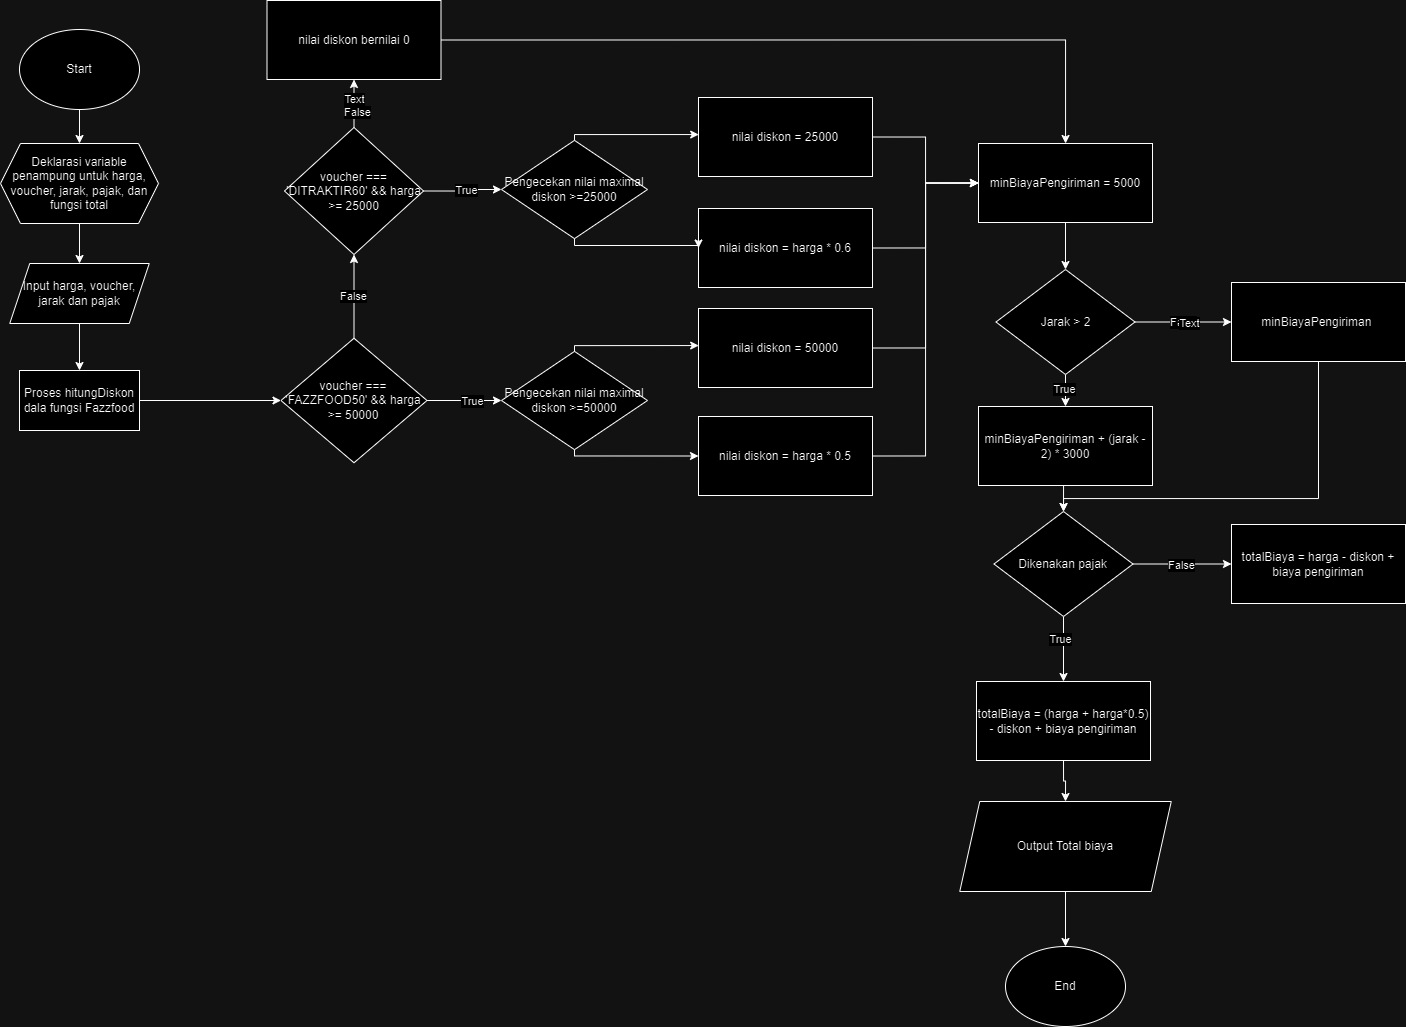 Start
Deklarasi variable
penampung untuk harga,
voucher, jarak, pajak, dan
fungsi total
Input harga, voucher,
jarak dan pajak
Proses hitungDiskon
dala fungsi Fazzfood
voucher ===
FAZZFOOD50' && harga
>= 50000
False
True
voucher ===
DITRAKTIR60' && harga
>= 25000
Text
False
True
nilai diskon bernilai 0
Pengecekan nilai maximal
diskon >=25000
Pengecekan nilai maximal
diskon >=50000
nilai diskon = 25000
nilai diskon = harga * 0.6
nilai diskon = 50000
nilai diskon = harga * 0.5
minBiayaPengiriman = 5000
Jarak > 2
Text
minBiayaPengiriman
True
minBiayaPengiriman + (jarak -
2) * 3000
Dikenakan pajak
False
totalBiaya = harga - diskon +
biaya pengiriman
True
totalBiaya = (harga + harga*0.5)
- diskon + biaya pengiriman
Output Total biaya
End